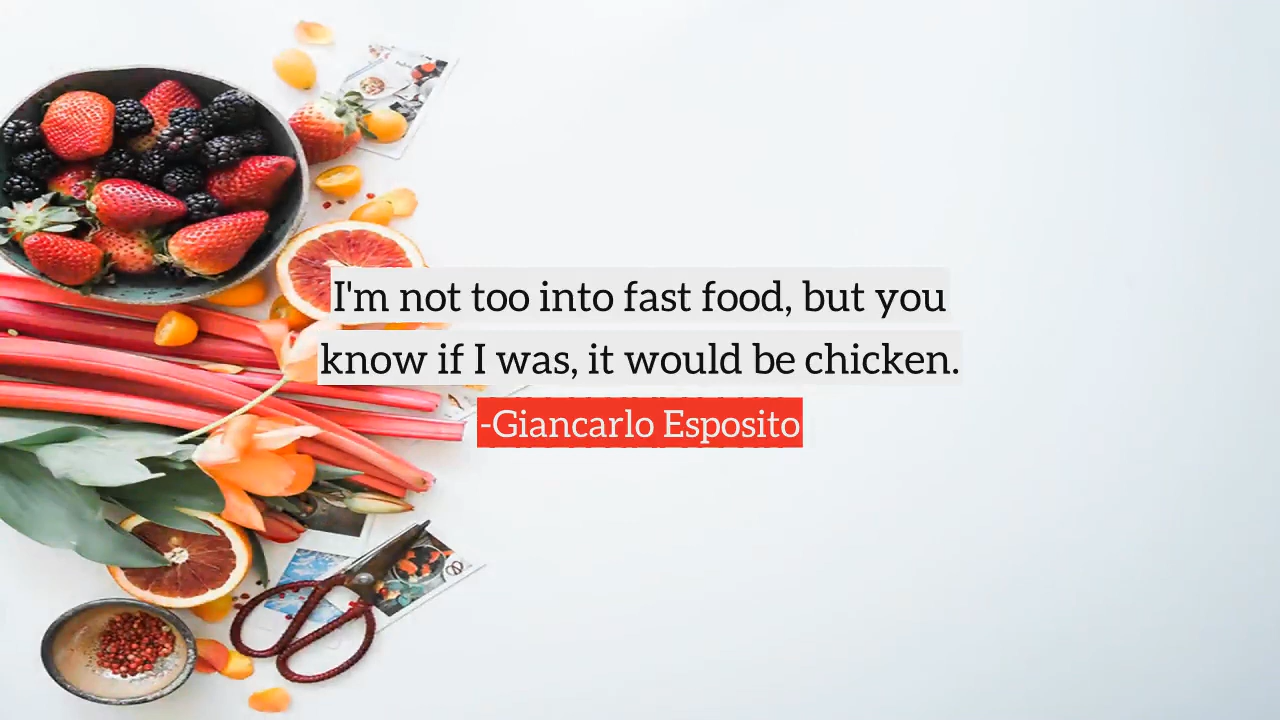 I'm not too into fast food, but you
know if I was, it would be chicken.
-Giancarlo Esposito